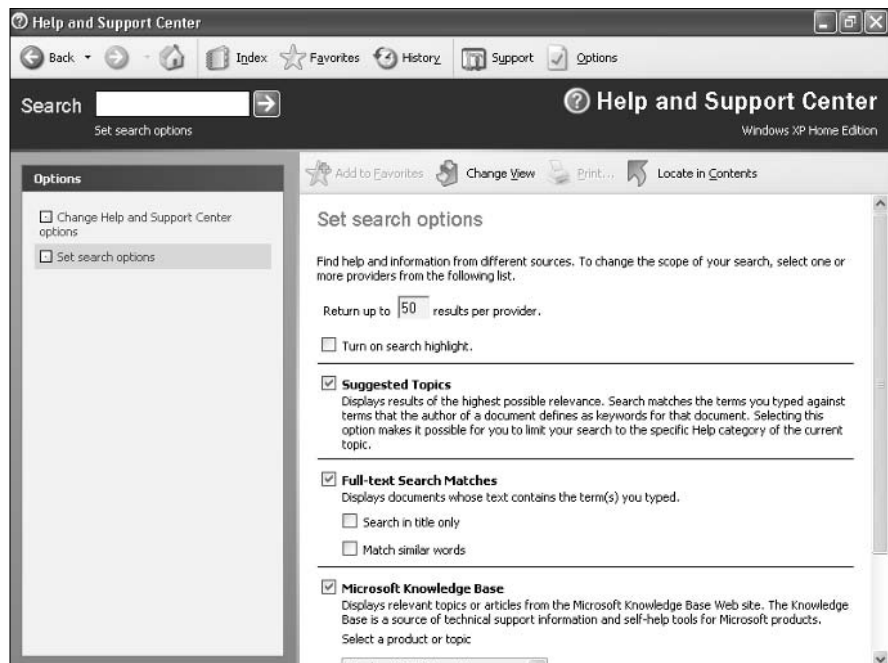 Help and Support Center
Back
Index
Favorites
History
Support
Options
Search
Set search options
Help and Support Center
Windows XP Home Edition
Options
Change Help and Support Center
options
Set search options
Add to Favorites
Change View
Print...
Locate in Contents
Set search options
Find help and information from different sources. To change the scope of your search, select one or
more providers from the following list.
Return up to 50 results per provider.
Turn on search highlight.
Suggested Topics
Displays results of the highest possible relevance. Search matches the terms you typed against
terms that the author of a document defines as keywords for that document. Selecting this
option makes it possible for you to limit your search to the specific Help category of the current
topic.
Full-text Search Matches
Displays documents whose text contains the term(s) you typed.
Search in title only
Match similar words
Microsoft Knowledge Base
Displays relevant topics or articles from the Microsoft Knowledge Base Web site. The Knowledge
Base is a source of technical support information and self-help tools for Microsoft products.
Select a product or topic